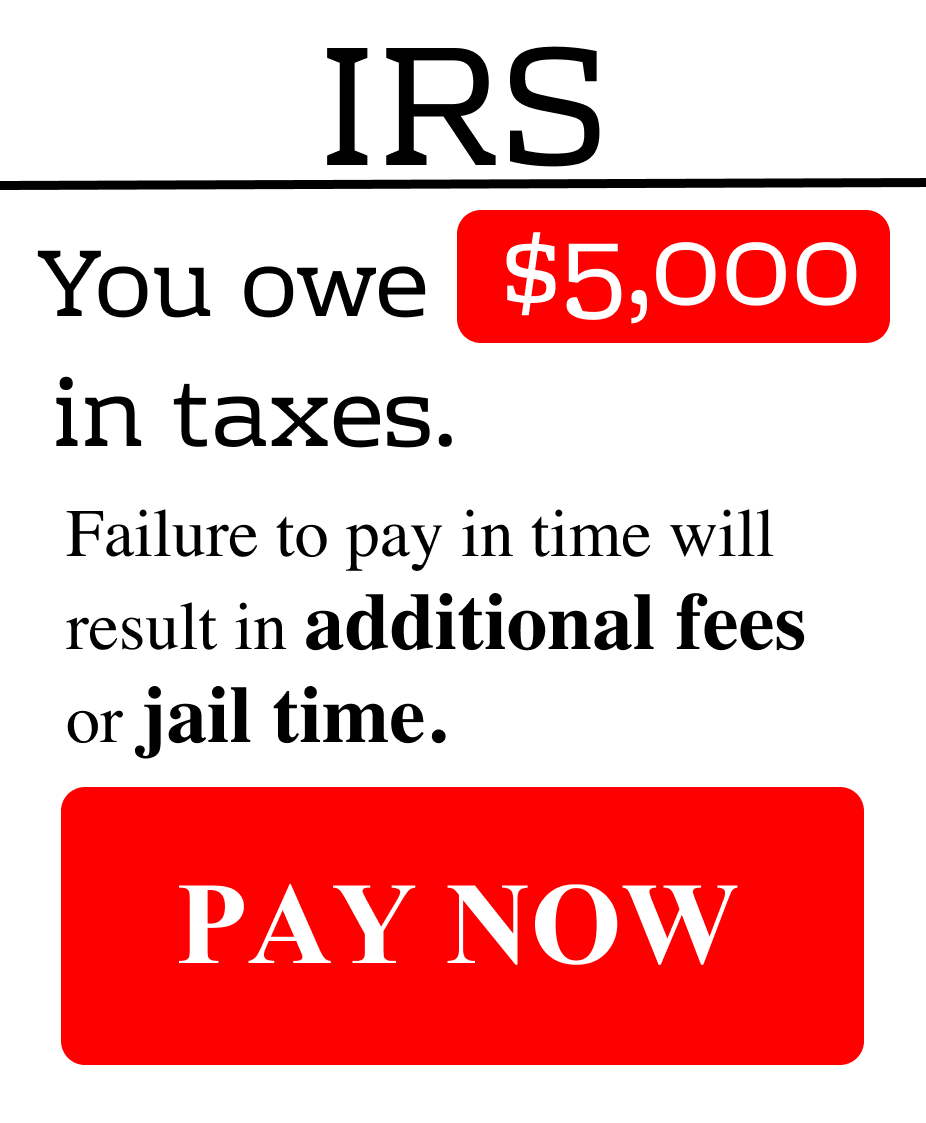 IRS
You owe $5,000
in taxes.
Failure to pay in time will
result in additional fees
or jail time.
PAY NOW